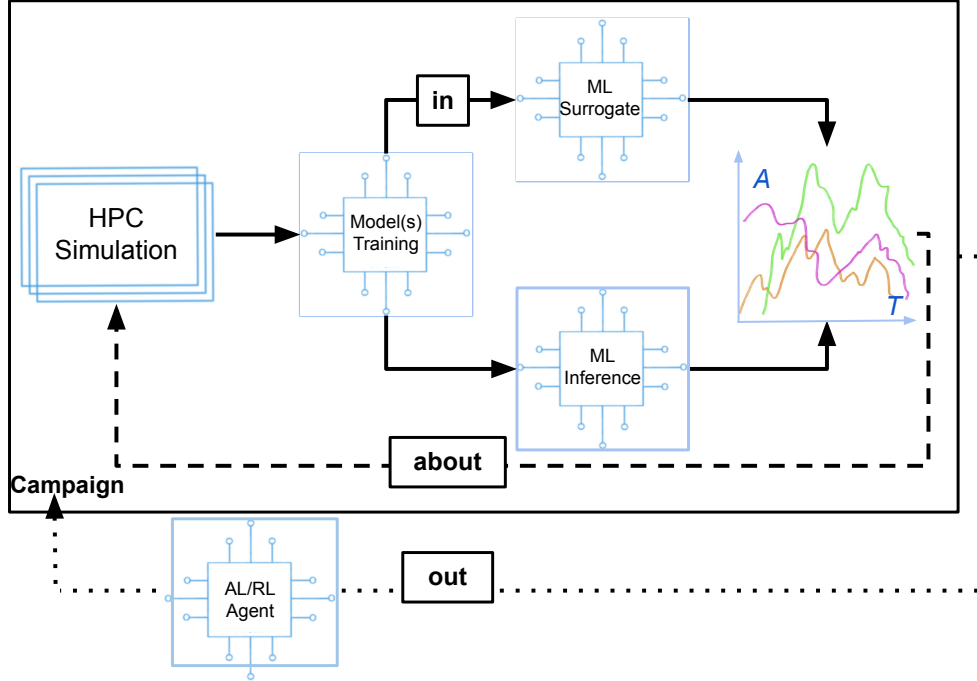 in
ML
Surrogate
HPC
Simulation
Model(s)
Training
A
T
ML
Inference
about
Campaign
AL/RL
Agent
out